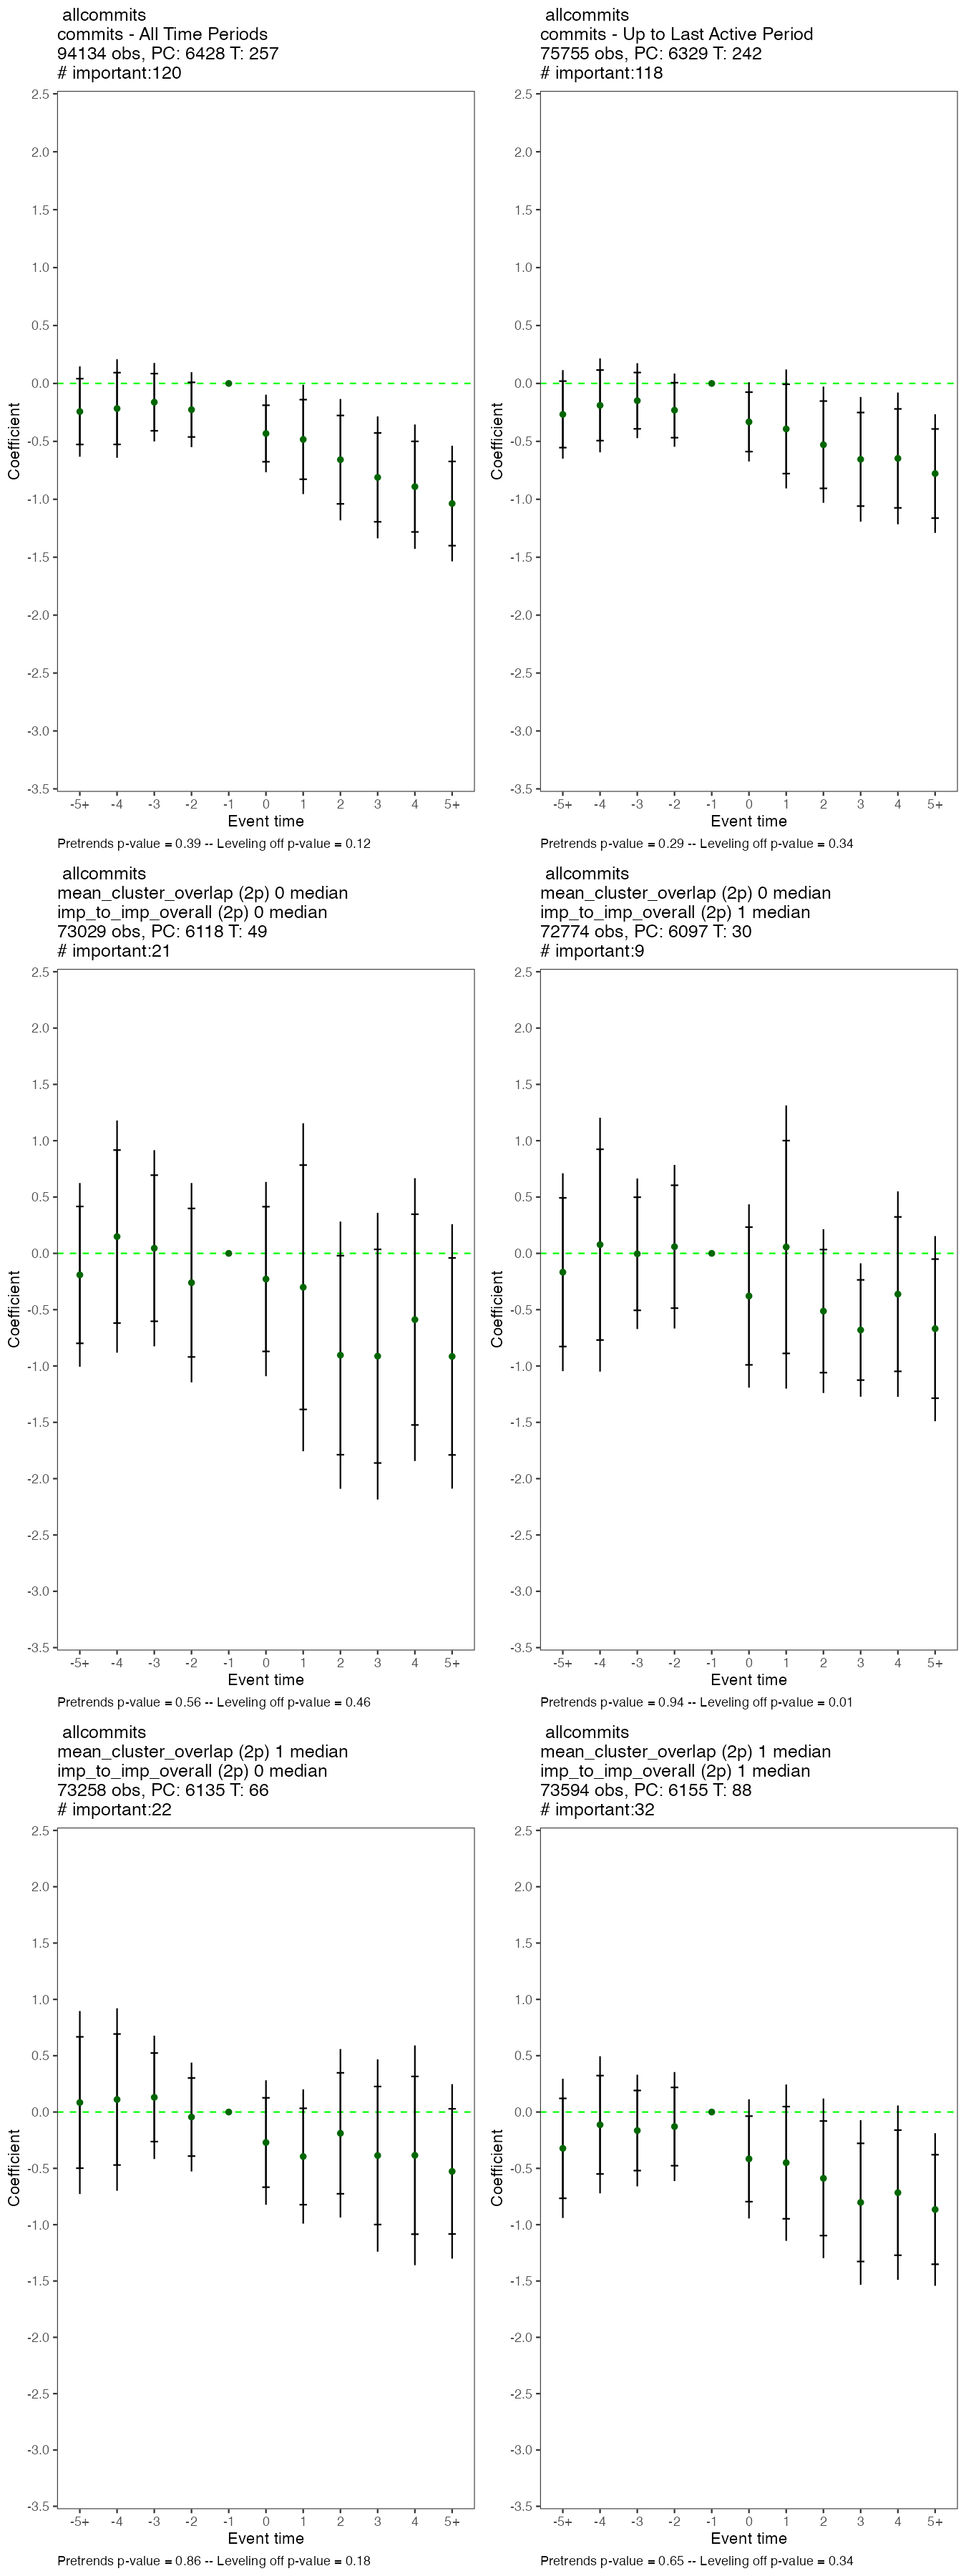 allcommits
commits - All Time Periods
94134 obs, PC: 6428 T: 257
# important:120
2.5
2.0
1.5
1.0
0.5
0.0
-0.5
-1.0
-1.5
-2.0
-2.5
-3.0
-3.5
Coefficient
-5+ -4 -3 -2 -1 0 1 2 3 4 5+
Event time
Pretrends p-value = 0.39 -- Leveling off p-value = 0.12
allcommits
commits - Up to Last Active Period
75755 obs, PC: 6329 T: 242
# important:118
2.5
2.0
1.5
1.0
0.5
0.0
-0.5
-1.0
-1.5
-2.0
-2.5
-3.0
-3.5
Coefficient
-5+ -4 -3 -2 -1 0 1 2 3 4 5+
Event time
Pretrends p-value = 0.29 -- Leveling off p-value = 0.34
allcommits
mean_cluster_overlap (2p) 0 median
imp_to_imp_overall (2p) 0 median
73029 obs, PC: 6118 T: 49
# important:21
2.5
2.0
1.5
1.0
0.5
0.0
-0.5
-1.0
-1.5
-2.0
-2.5
-3.0
-3.5
Coefficient
-5+ -4 -3 -2 -1 0 1 2 3 4 5+
Event time
Pretrends p-value = 0.56 -- Leveling off p-value = 0.46
allcommits
mean_cluster_overlap (2p) 0 median
imp_to_imp_overall (2p) 1 median
72774 obs, PC: 6097 T: 30
# important:9
2.5
2.0
1.5
1.0
0.5
0.0
-0.5
-1.0
-1.5
-2.0
-2.5
-3.0
-3.5
Coefficient
-5+ -4 -3 -2 -1 0 1 2 3 4 5+
Event time
Pretrends p-value = 0.94 -- Leveling off p-value = 0.01
allcommits
mean_cluster_overlap (2p) 1 median
imp_to_imp_overall (2p) 0 median
73258 obs, PC: 6135 T: 66
# important:22
2.5
2.0
1.5
1.0
0.5
0.0
-0.5
-1.0
-1.5
-2.0
-2.5
-3.0
-3.5
Coefficient
-5+ -4 -3 -2 -1 0 1 2 3 4 5+
Event time
Pretrends p-value = 0.86 -- Leveling off p-value = 0.18
allcommits
mean_cluster_overlap (2p) 1 median
imp_to_imp_overall (2p) 1 median
73594 obs, PC: 6155 T: 88
# important:32
2.5
2.0
1.5
1.0
0.5
0.0
-0.5
-1.0
-1.5
-2.0
-2.5
-3.0
-3.5
Coefficient
-5+ -4 -3 -2 -1 0 1 2 3 4 5+
Event time
Pretrends p-value = 0.65 -- Leveling off p-value = 0.34